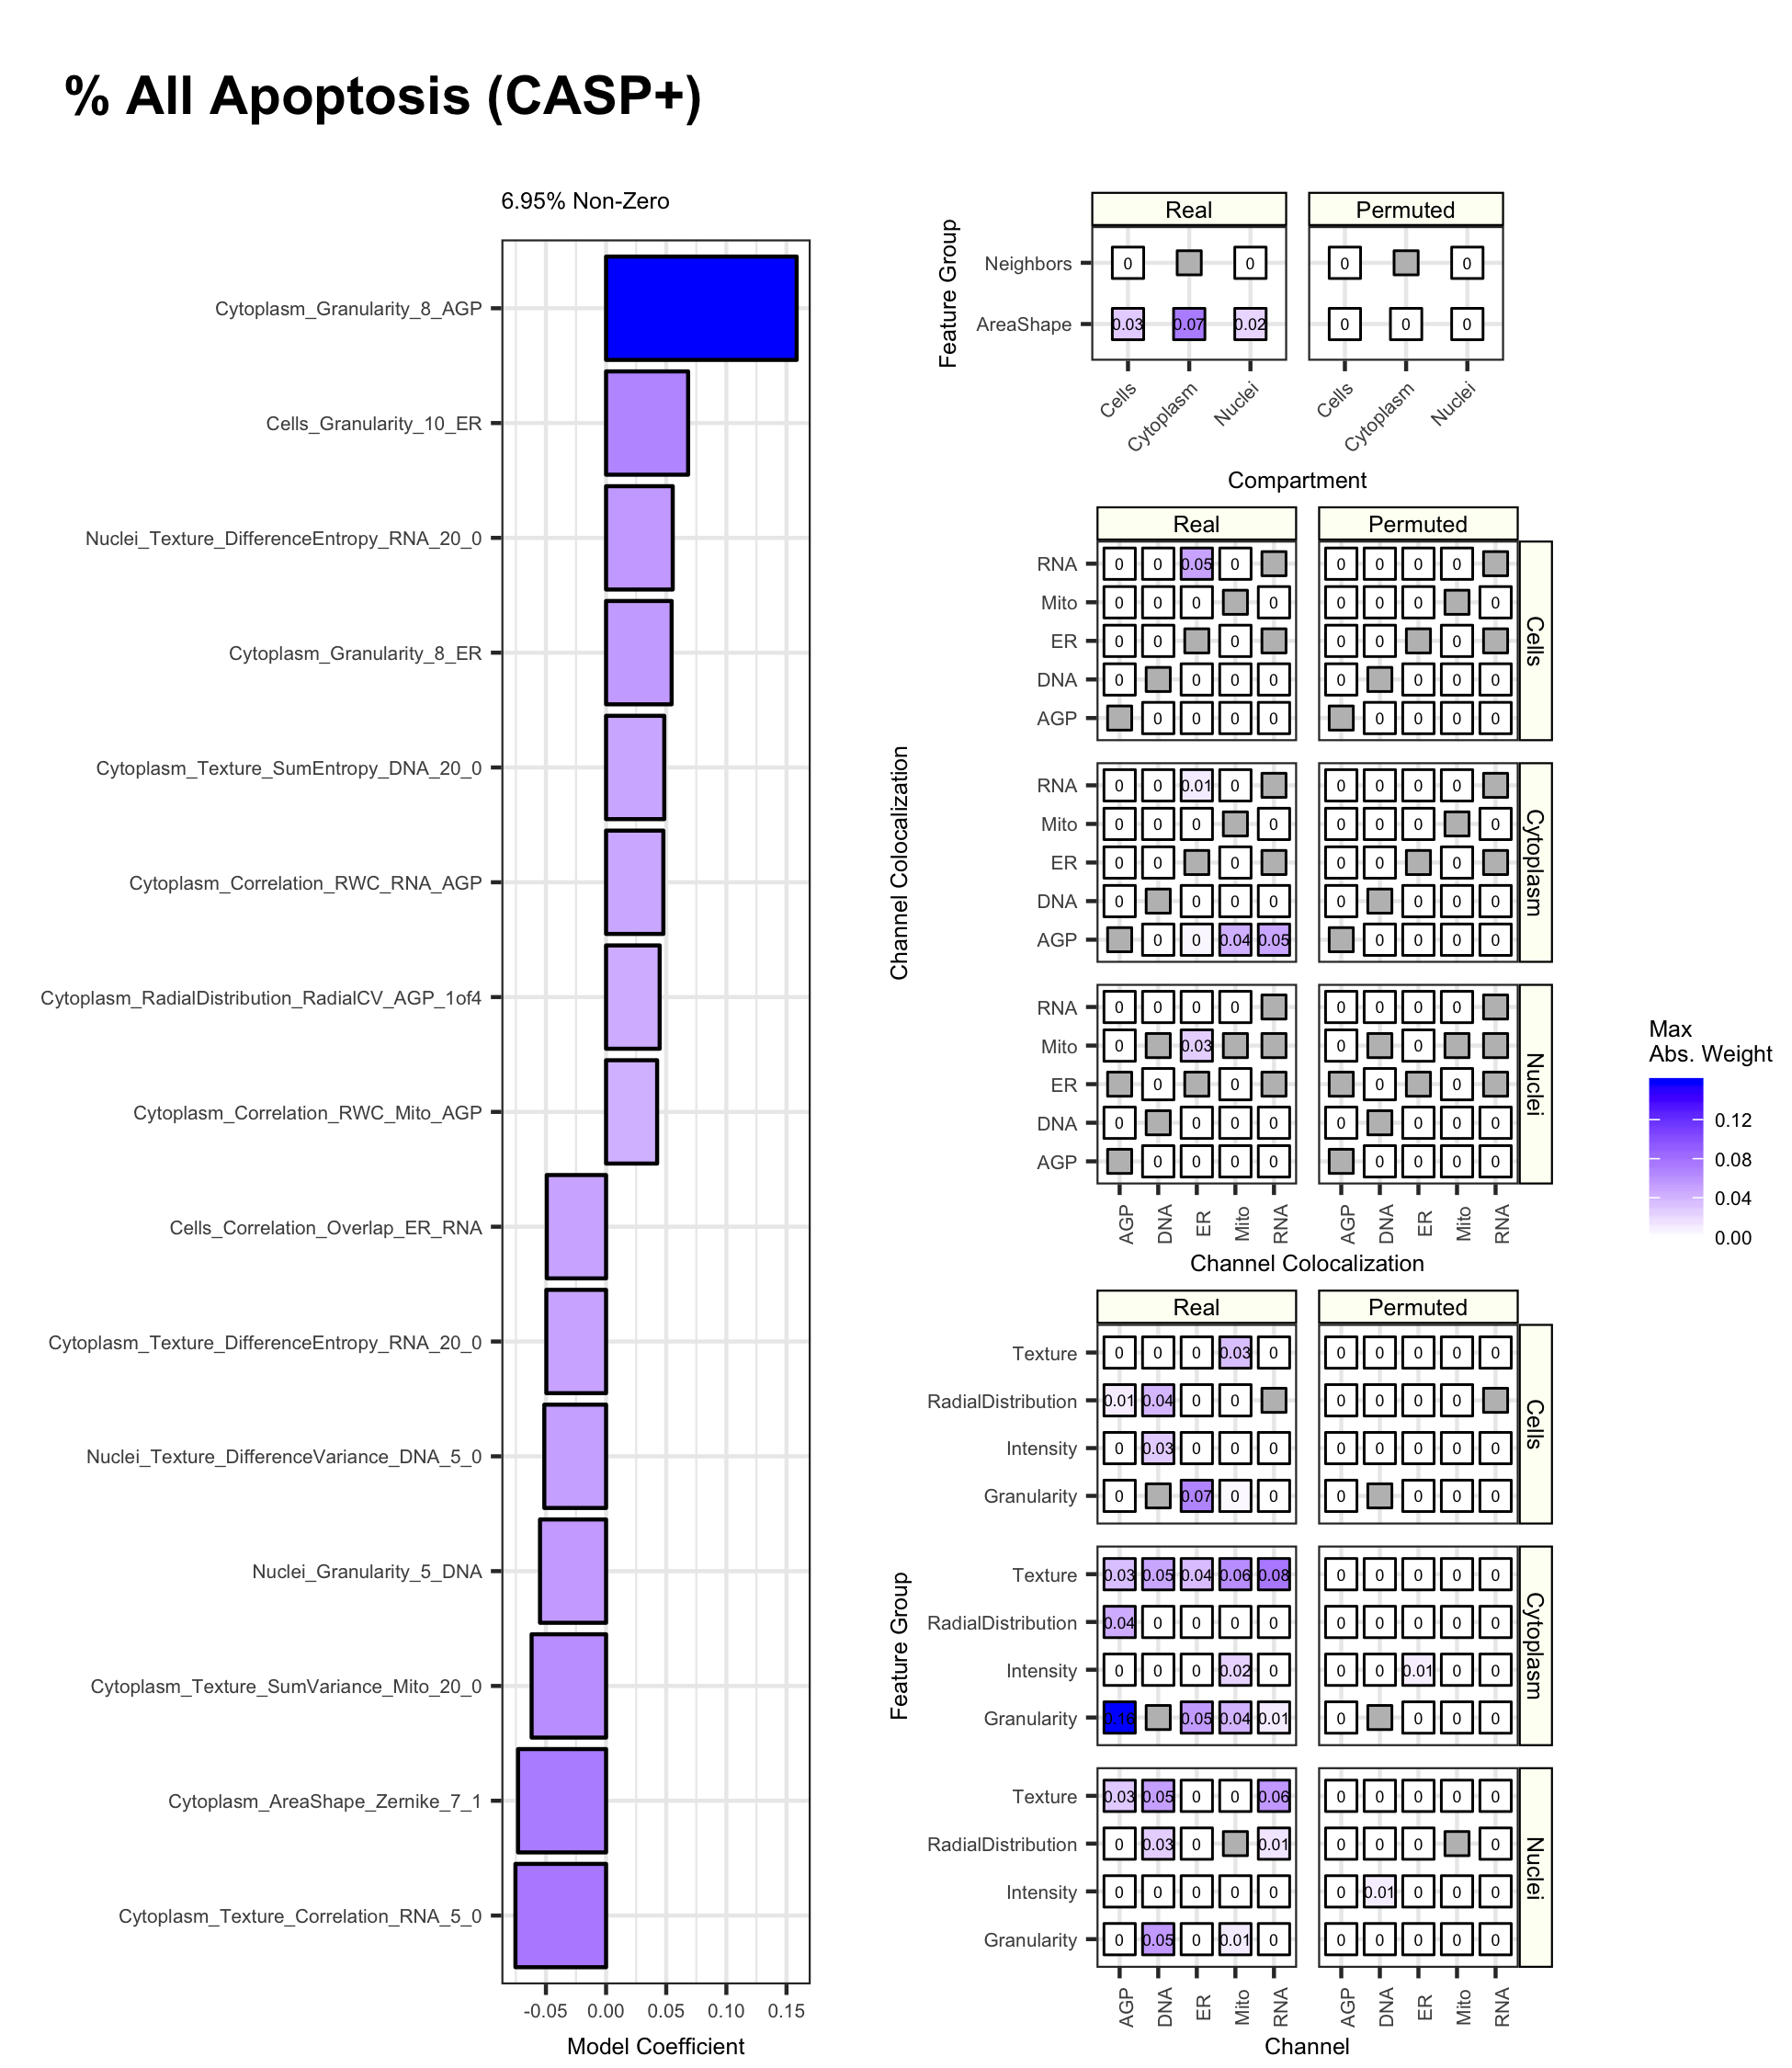 % All Apoptosis (CASP+)
6.95% Non-Zero
Cytoplasm_Granularity_8_AGP
Cells_Granularity_10_ER
Nuclei_Texture_DifferenceEntropy_RNA_20_0
Cytoplasm_Granularity_8_ER
Cytoplasm_Texture_SumEntropy_DNA_20_0
Cytoplasm_Correlation_RWC_RNA_AGP
Cytoplasm_RadialDistribution_RadialCV_AGP_1of4
Cytoplasm_Correlation_RWC_Mito_AGP
Cells_Correlation_Overlap_ER_RNA
Cytoplasm_Texture_DifferenceEntropy_RNA_20_0
Nuclei_Texture_DifferenceVariance_DNA_5_0
Nuclei_Granularity_5_DNA
Cytoplasm_Texture_SumVariance_Mito_20_0
Cytoplasm_AreaShape_Zernike_7_1
Cytoplasm_Texture_Correlation_RNA_5_0
-0.05 0.00 0.05 0.10 0.15
Model Coefficient
Real Permuted
Feature Group
Neighbors 0 0 0 0
AreaShape 0.03 0.07 0.02 0 0 0
Cells Cytoplasm Nuclei Cells Cytoplasm Nuclei
Compartment
Real Permuted
Channel Colocalization
RNA 0 0 0.05 0 0 0 0 0
Mito 0 0 0 0 0 0 0 0
ER 0 0 0 0 0 0
DNA 0 0 0 0 0 0 0 0
AGP 0 0 0 0 0 0 0 0
Cells
RNA 0 0 0.01 0 0 0 0 0
Mito 0 0 0 0 0 0 0 0
ER 0 0 0 0 0 0
DNA 0 0 0 0 0 0 0 0
AGP 0 0 0.04 0.05 0 0 0 0
Cytoplasm
RNA 0 0 0 0 0 0 0 0
Mito 0 0.03 0 0
ER 0 0 0 0
DNA 0 0 0 0 0 0 0 0
AGP 0 0 0 0 0 0 0 0
Nuclei
AGP DNA ER Mito RNA AGP DNA ER Mito RNA
Channel Colocalization
Real Permuted
Feature Group
Texture 0 0 0 0.03 0 0 0 0 0 0
RadialDistribution 0.01 0.04 0 0 0 0 0 0
Intensity 0 0.03 0 0 0 0 0 0 0 0
Granularity 0 0.07 0 0 0 0 0 0
Cells
Texture 0.03 0.05 0.04 0.06 0.08 0 0 0 0 0
RadialDistribution 0.04 0 0 0 0 0 0 0 0 0
Intensity 0 0 0 0.02 0 0 0 0.01 0 0
Granularity 0.16 0.05 0.04 0.01 0 0 0 0
Cytoplasm
Texture 0.03 0.05 0 0 0.06 0 0 0 0 0
RadialDistribution 0 0.03 0 0.01 0 0 0 0
Intensity 0 0 0 0 0 0 0.01 0 0 0
Granularity 0 0.05 0 0.01 0 0 0 0 0 0
Nuclei
AGP DNA ER Mito RNA AGP DNA ER Mito RNA
Channel
Max
Abs. Weight
0.12
0.08
0.04
0.00